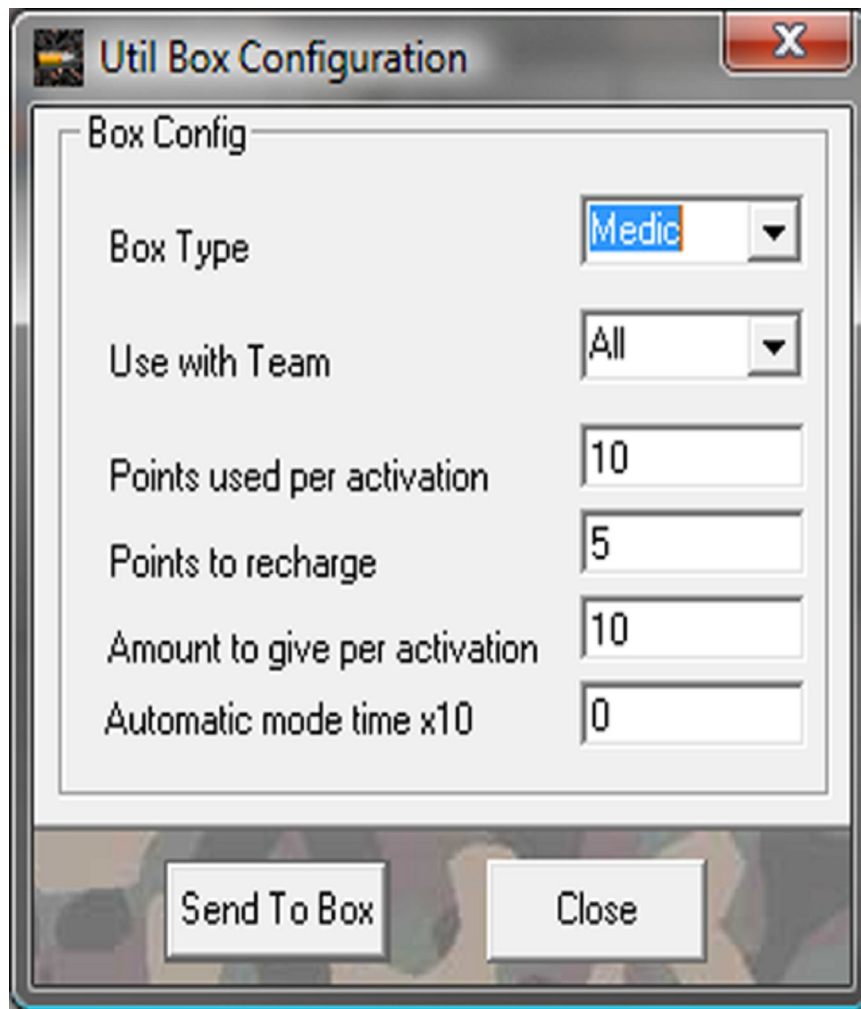 Util Box Configuration
Box Config
Box Type Medic
Use with Team All
Points used per activation 10
Points to recharge 5
Amount to give per activation 10
Automatic mode time x10 0
Send To Box Close